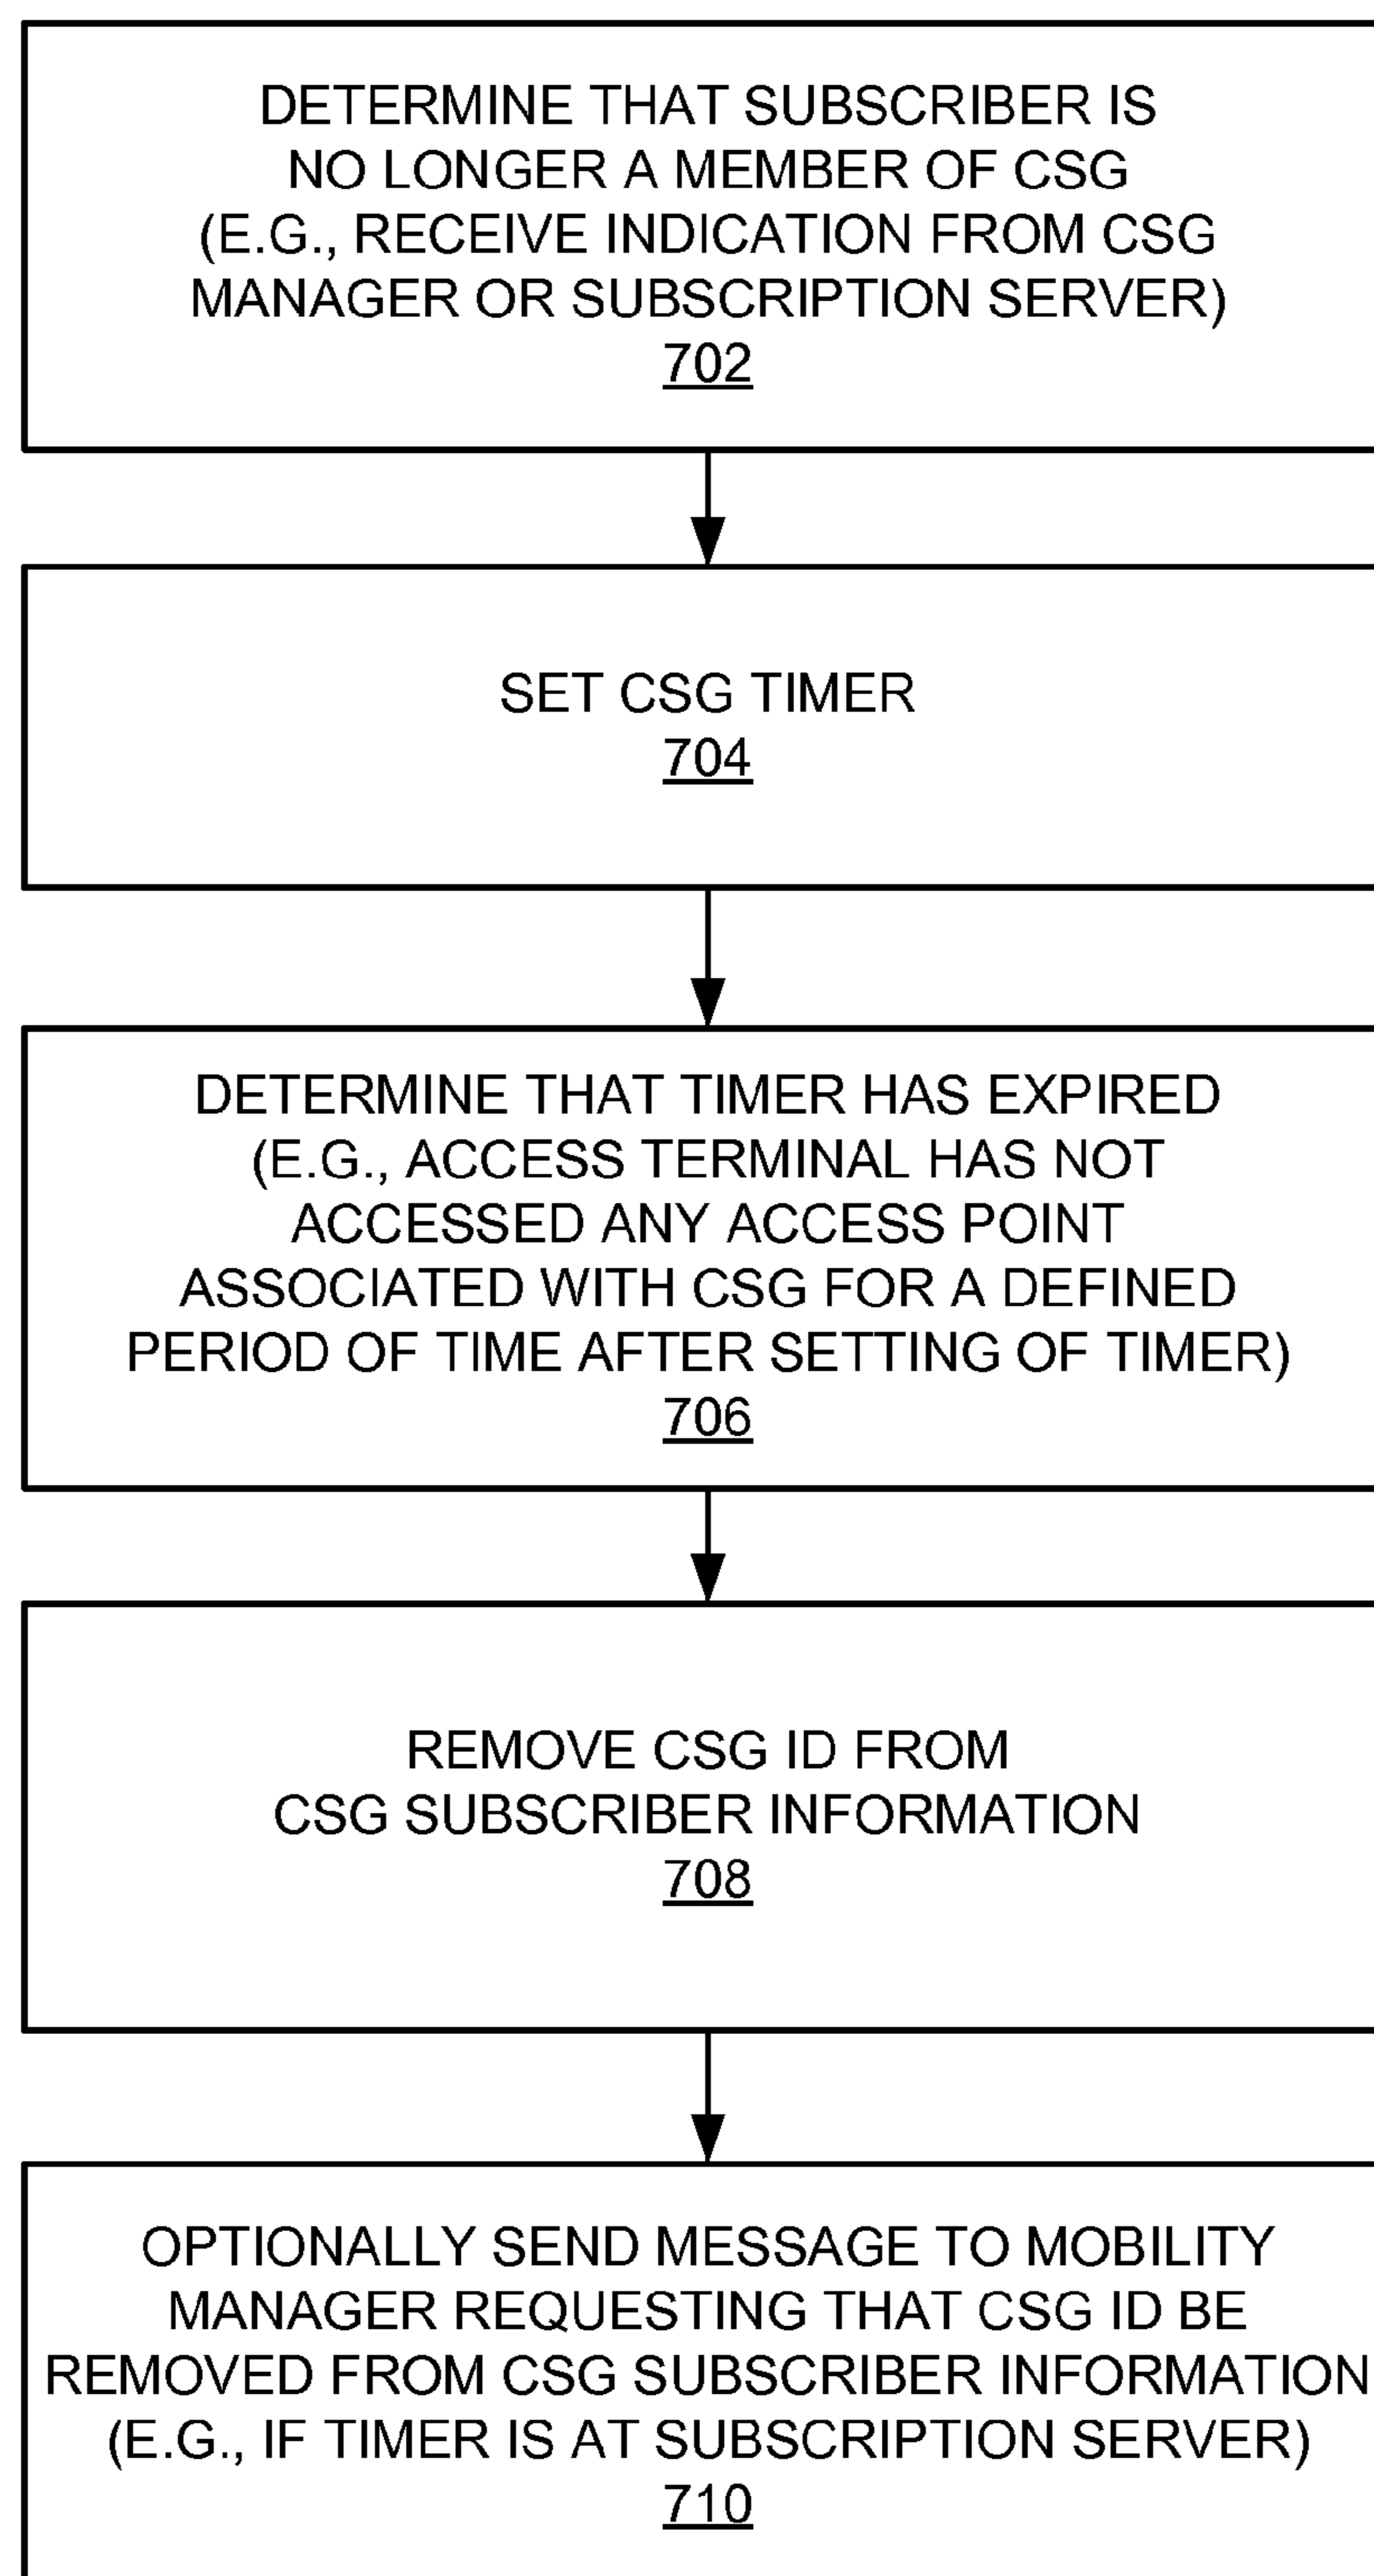 DETERMINE THAT SUBSCRIBER IS
NO LONGER A MEMBER OF CSG
(E.G., RECEIVE INDICATION FROM CSG
MANAGER OR SUBSCRIPTION SERVER)
702
SET CSG TIMER
704
DETERMINE THAT TIMER HAS EXPIRED
(E.G., ACCESS TERMINAL HAS NOT
ACCESSED ANY ACCESS POINT
ASSOCIATED WITH CSG FOR A DEFINED
PERIOD OF TIME AFTER SETTING OF TIMER)
706
REMOVE CSG ID FROM
CSG SUBSCRIBER INFORMATION
708
OPTIONALLY SEND MESSAGE TO MOBILITY
MANAGER REQUESTING THAT CSG ID BE
REMOVED FROM CSG SUBSCRIBER INFORMATION
(E.G., IF TIMER IS AT SUBSCRIPTION SERVER)
710